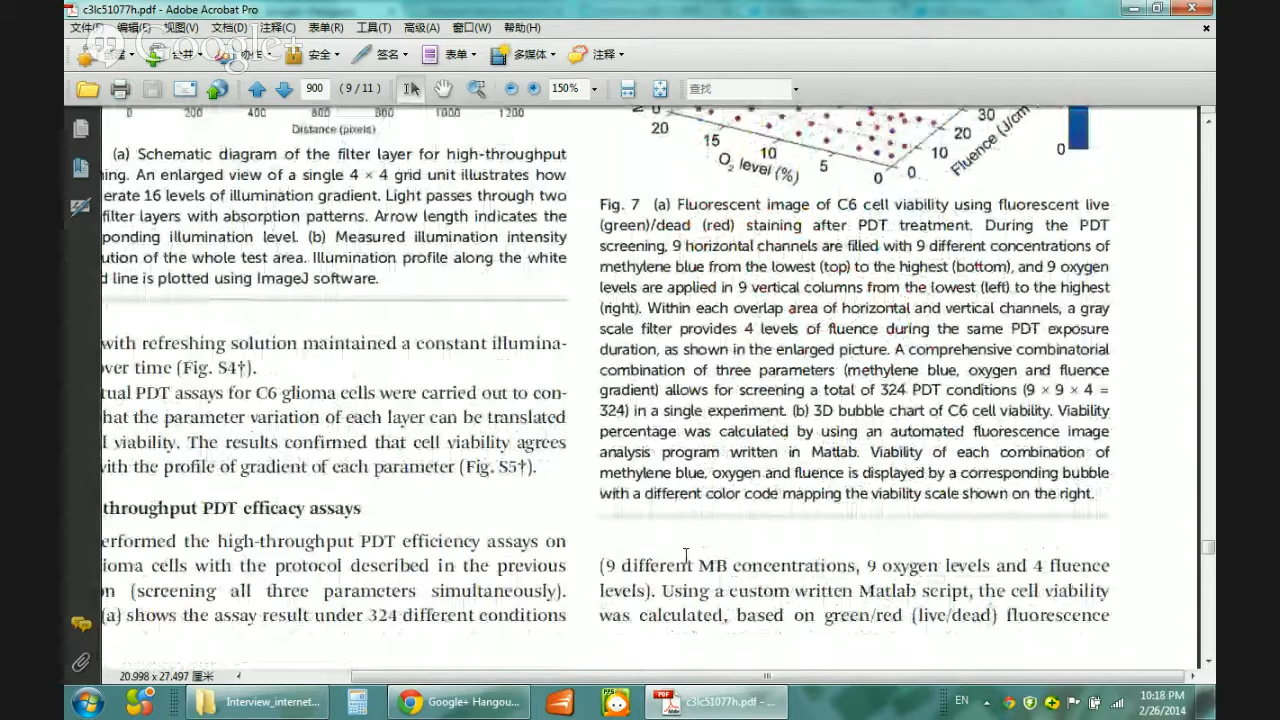 c3lc51077h.pdf - Adobe Acrobat Pro
文件(F) 编辑(E) 视图(V) 文档(D) 注释(C) 表单(R) 工具(T) 高级(A) 窗口(W) 帮助(H)
Google+
合并 协作 安全 签名 表单 多媒体 注释
900 (9 / 11) 150% 查找
0 200 400 600 800 1000 1200
Distance (pixels)
(a) Schematic diagram of the filter layer for high-throughput
ing. An enlarged view of a single 4 × 4 grid unit illustrates how
erate 16 levels of illumination gradient. Light passes through two
filter layers with absorption patterns. Arrow length indicates the
ponding illumination level. (b) Measured illumination intensity
ution of the whole test area. Illumination profile along the white
d line is plotted using ImageJ software.
with refreshing solution maintained a constant illumina-
over time (Fig. S4†).
tual PDT assays for C6 glioma cells were carried out to con-
hat the parameter variation of each layer can be translated
l viability. The results confirmed that cell viability agrees
with the profile of gradient of each parameter (Fig. S5†).
throughput PDT efficacy assays
erformed the high-throughput PDT efficiency assays on
ioma cells with the protocol described in the previous
n (screening all three parameters simultaneously).
(a) shows the assay result under 324 different conditions
0
20 15 10 5 0
O2 level (%)
0 10 20 30
Fluence (J/cm
0
Fig. 7 (a) Fluorescent image of C6 cell viability using fluorescent live
(green)/dead (red) staining after PDT treatment. During the PDT
screening, 9 horizontal channels are filled with 9 different concentrations of
methylene blue from the lowest (top) to the highest (bottom), and 9 oxygen
levels are applied in 9 vertical columns from the lowest (left) to the highest
(right). Within each overlap area of horizontal and vertical channels, a gray
scale filter provides 4 levels of fluence during the same PDT exposure
duration, as shown in the enlarged picture. A comprehensive combinatorial
combination of three parameters (methylene blue, oxygen and fluence
gradient) allows for screening a total of 324 PDT conditions (9 × 9 × 4 =
324) in a single experiment. (b) 3D bubble chart of C6 cell viability. Viability
percentage was calculated by using an automated fluorescence image
analysis program written in Matlab. Viability of each combination of
methylene blue, oxygen and fluence is displayed by a corresponding bubble
with a different color code mapping the viability scale shown on the right.
(9 different MB concentrations, 9 oxygen levels and 4 fluence
levels). Using a custom written Matlab script, the cell viability
was calculated, based on green/red (live/dead) fluorescence
20.998 x 27.497 厘米
Interview_internet... Google+ Hangou... PPS PDF c3lc51077h.pdf - ... EN 10:18 PM
2/26/2014